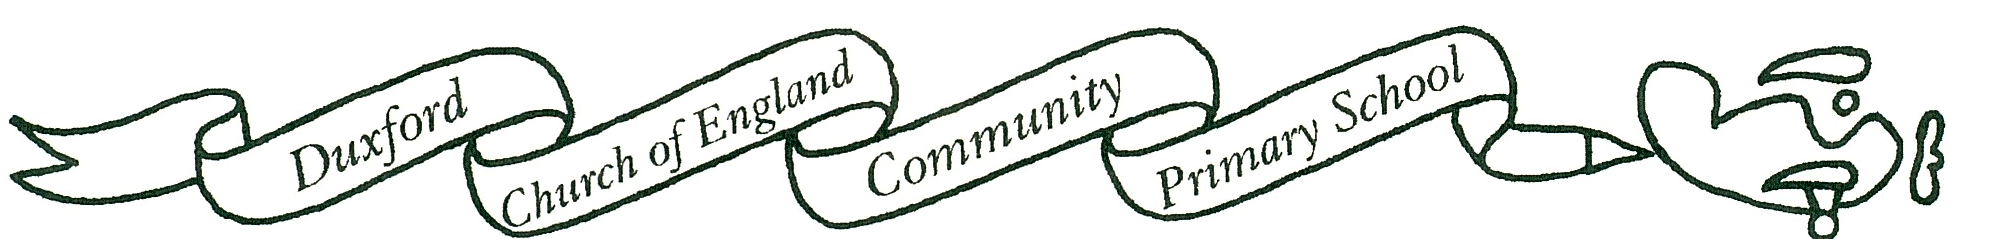 Duxford
Church of England
Community
Primary School